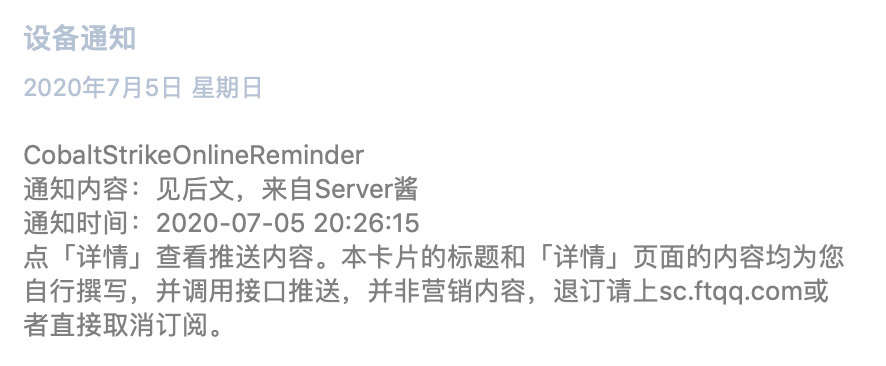 设备通知
2020年7月5日 星期日
CobaltStrikeOnlineReminder
通知内容：见后文，来自Server酱
通知时间：2020-07-05 20:26:15
点「详情」查看推送内容。本卡片的标题和「详情」页面的内容均为您
自行撰写，并调用接口推送，并非营销内容，退订请上sc.ftqq.com或
者直接取消订阅。